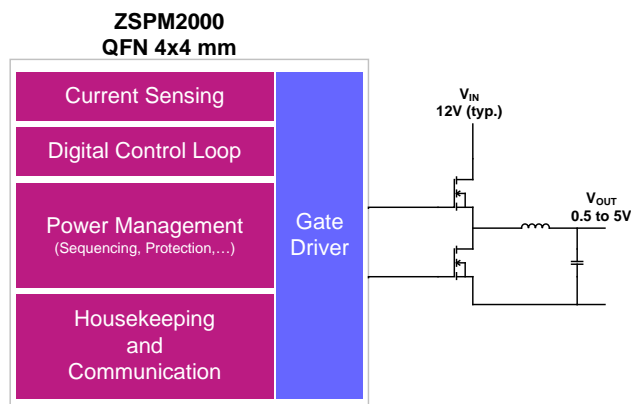 ZSPM2000
QFN 4x4 mm
Current Sensing
Digital Control Loop
Power Management
(Sequencing, Protection,…)
Housekeeping
and
Communication
Gate
Driver
VIN
12V (typ.)
VOUT
0.5 to 5V